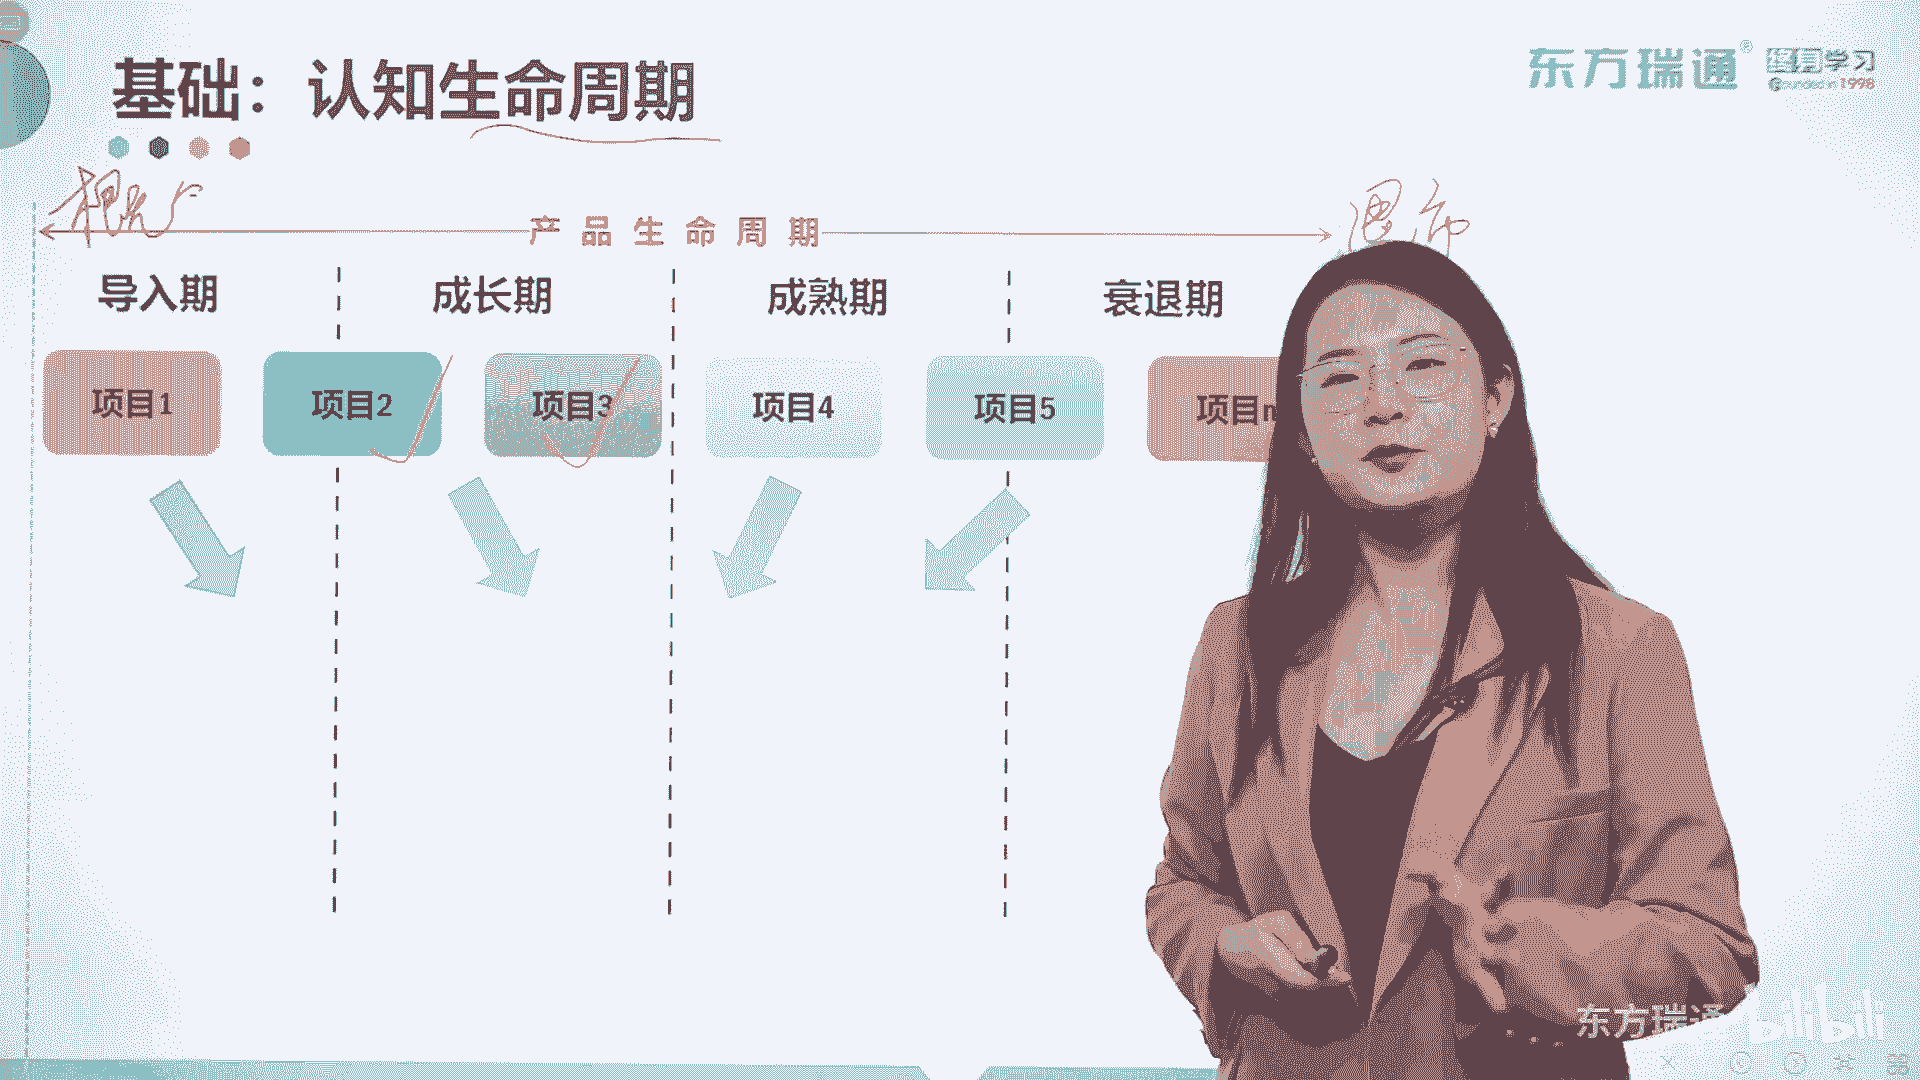 基础：认知生命周期
东方瑞通®
终身学习
Founded in 1998
概念
退市
产品生命周期
导入期
成长期
成熟期
衰退期
项目1
项目2
项目3
项目4
项目5
项目n
东方瑞通
bilibili